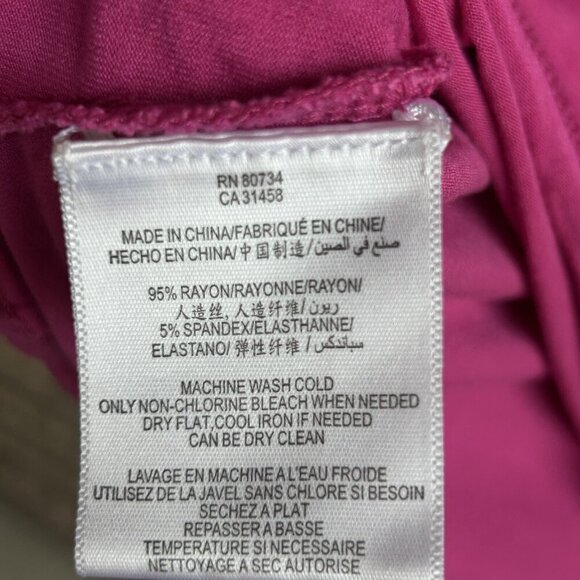 RN 80734
CA 31458
MADE IN CHINA/FABRIQUÉ EN CHINE/
HECHO EN CHINA/中国制造/صنع في الصين/
95% RAYON/RAYONNE/RAYON/
人造丝, 人造纤维/ريون/
5% SPANDEX/ELASTHANNE/
ELASTANO/弹性纤维/سباندكس/
MACHINE WASH COLD
ONLY NON-CHLORINE BLEACH WHEN NEEDED
DRY FLAT,COOL IRON IF NEEDED
CAN BE DRY CLEAN
LAVAGE EN MACHINE A L'EAU FROIDE
UTILISEZ DE LA JAVEL SANS CHLORE SI BESOIN
SECHEZ A PLAT
REPASSER A BASSE
TEMPERATURE SI NECESSAIRE
NETTOYAGE A SEC AUTORISE